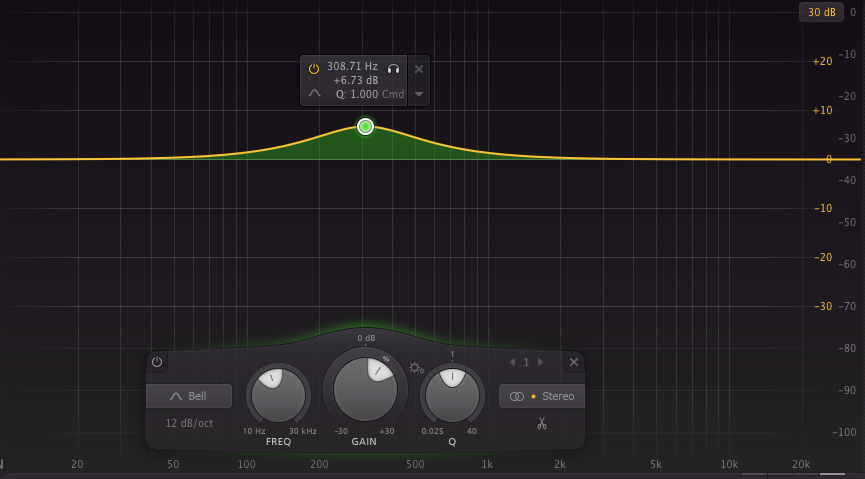 30 dB 0
308.71 Hz
+6.73 dB
Q: 1.000 Cmd
-10
+20
-20
+10
-30
0
-40
-10
-50
-20
-60
-30
-70
-80
-90
-100
0 dB
%
1
1
Bell
Stereo
12 dB/oct
10 Hz 30 kHz
FREQ
-30 +30
GAIN
0.025 40
Q
20 50 100 200 500 1k 2k 5k 10k 20k